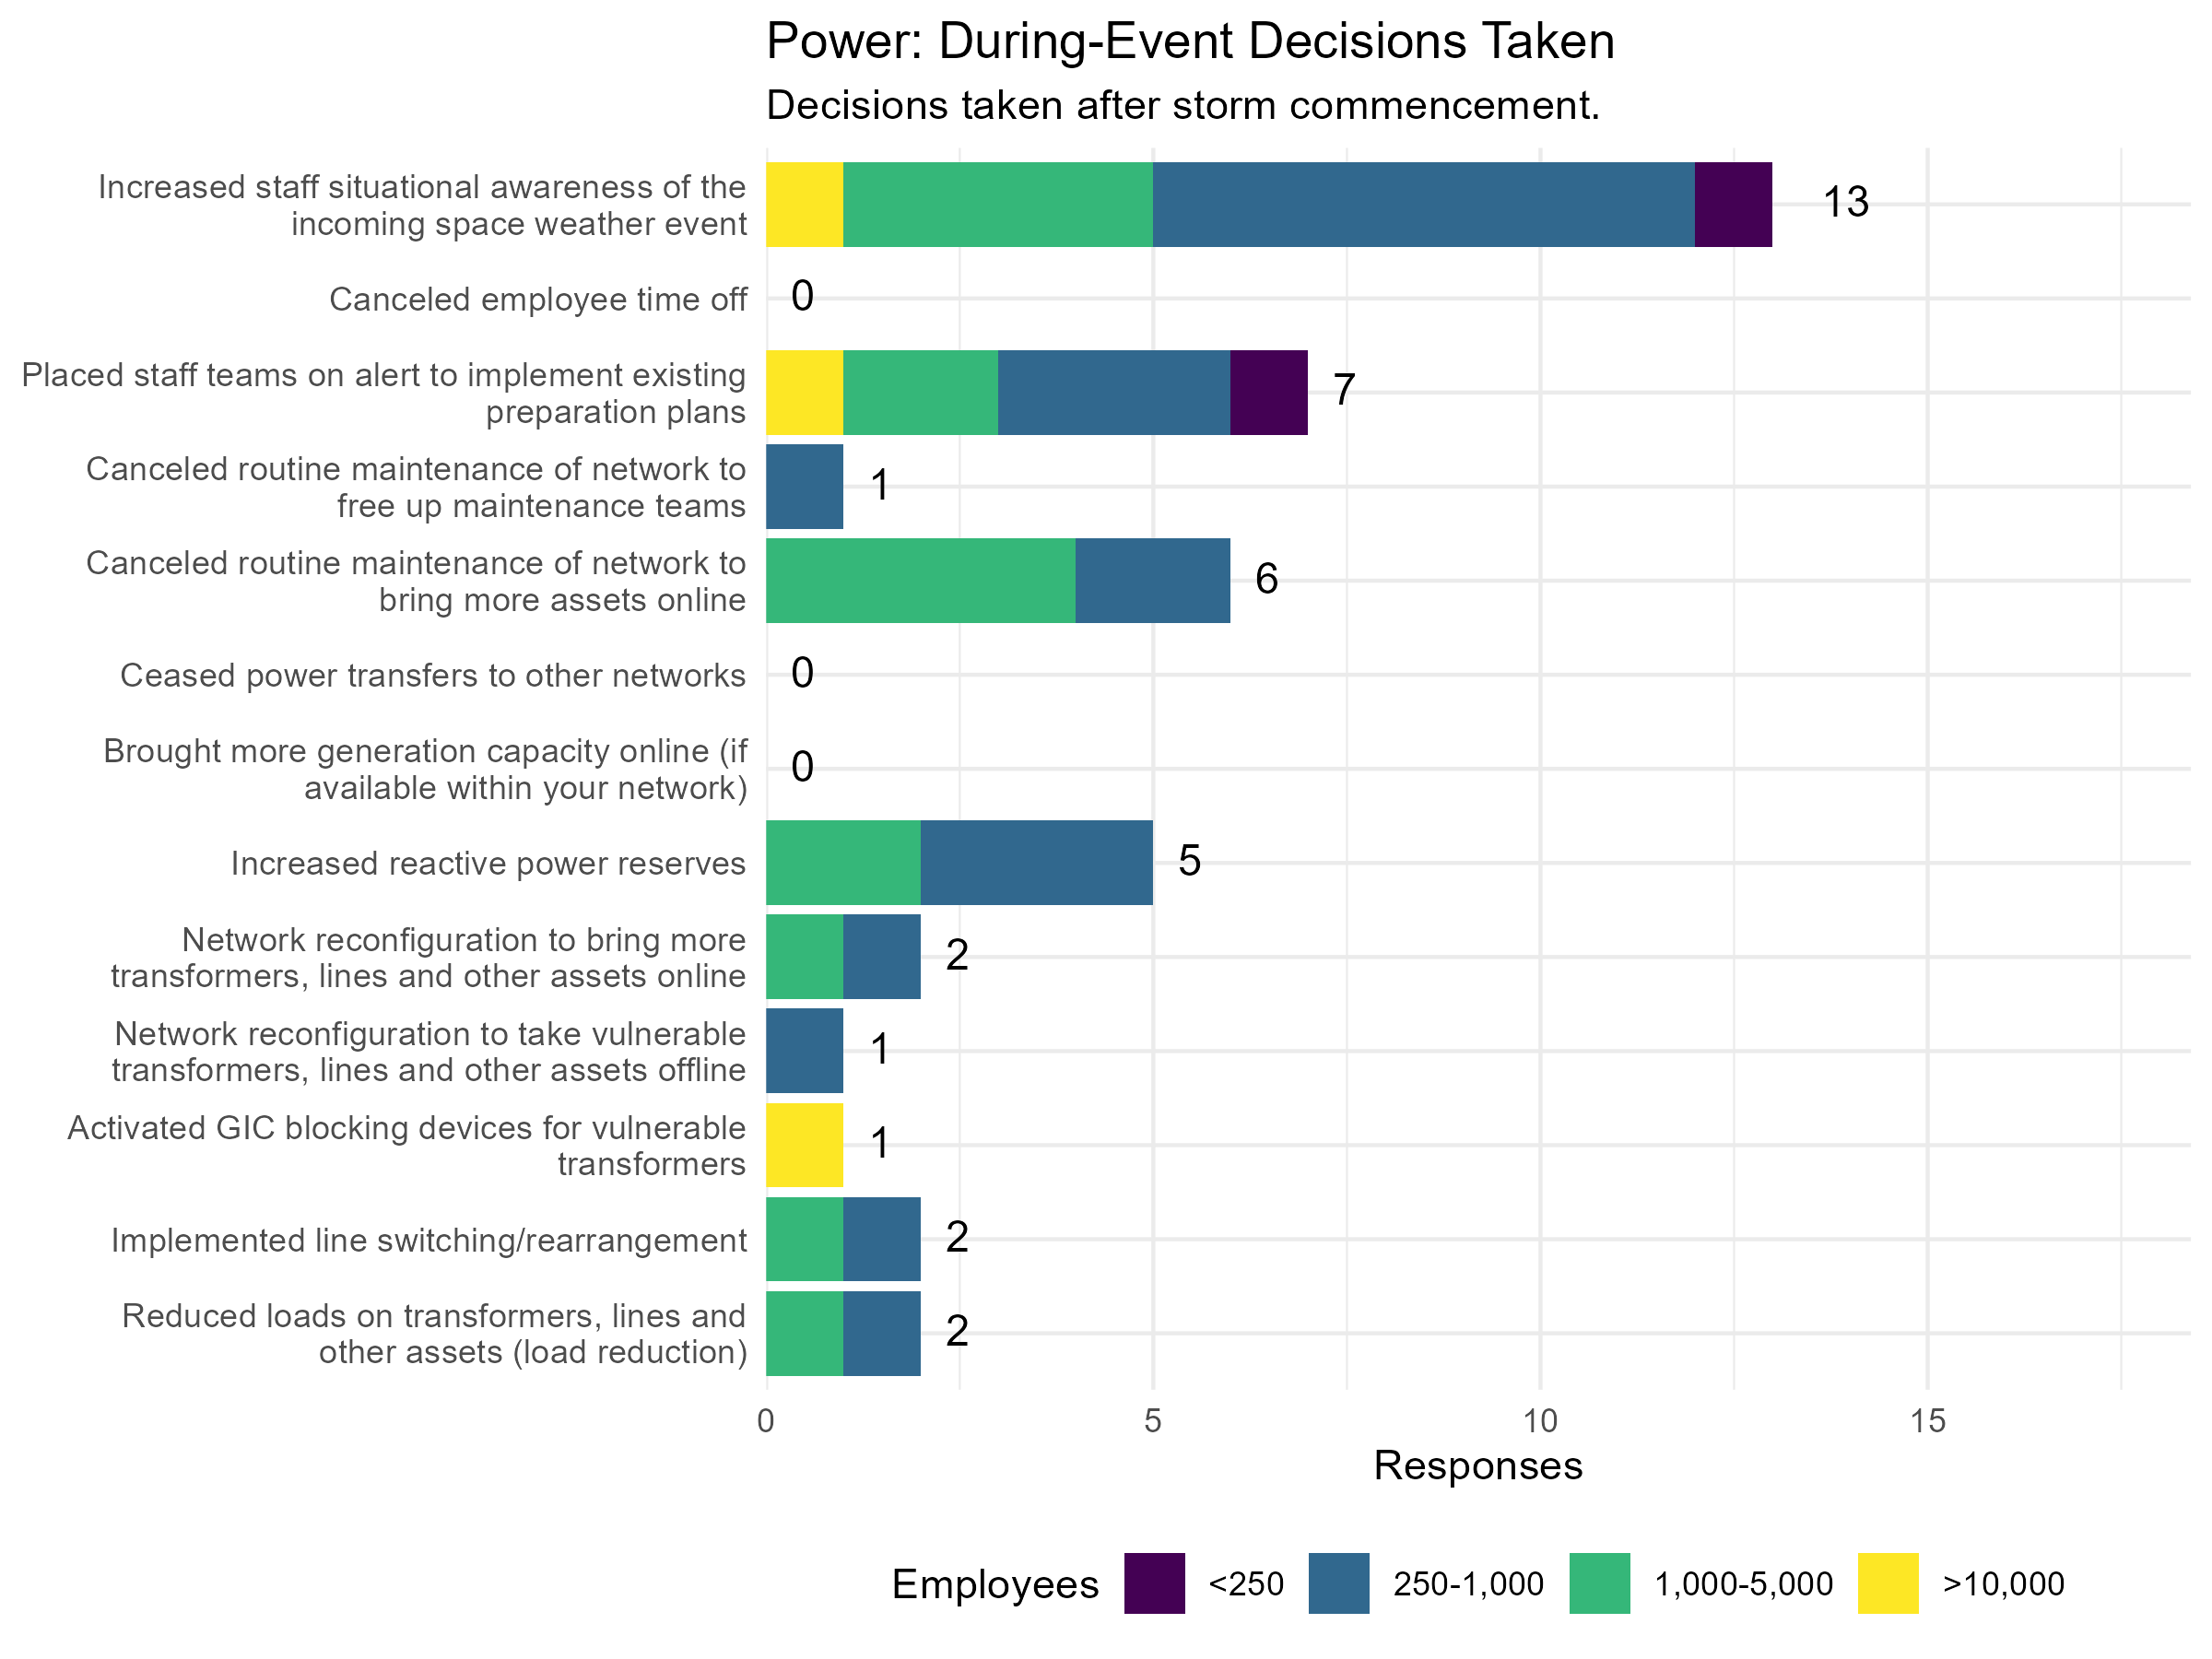 Power: During-Event Decisions Taken
Decisions taken after storm commencement.
Increased staff situational awareness of the
incoming space weather event
13
Canceled employee time off
0
Placed staff teams on alert to implement existing
preparation plans
7
Canceled routine maintenance of network to
free up maintenance teams
1
Canceled routine maintenance of network to
bring more assets online
6
Ceased power transfers to other networks
0
Brought more generation capacity online (if
available within your network)
0
Increased reactive power reserves
5
Network reconfiguration to bring more
transformers, lines and other assets online
2
Network reconfiguration to take vulnerable
transformers, lines and other assets offline
1
Activated GIC blocking devices for vulnerable
transformers
1
Implemented line switching/rearrangement
2
Reduced loads on transformers, lines and
other assets (load reduction)
2
0 5 10 15
Responses
Employees <250 250-1,000 1,000-5,000 >10,000